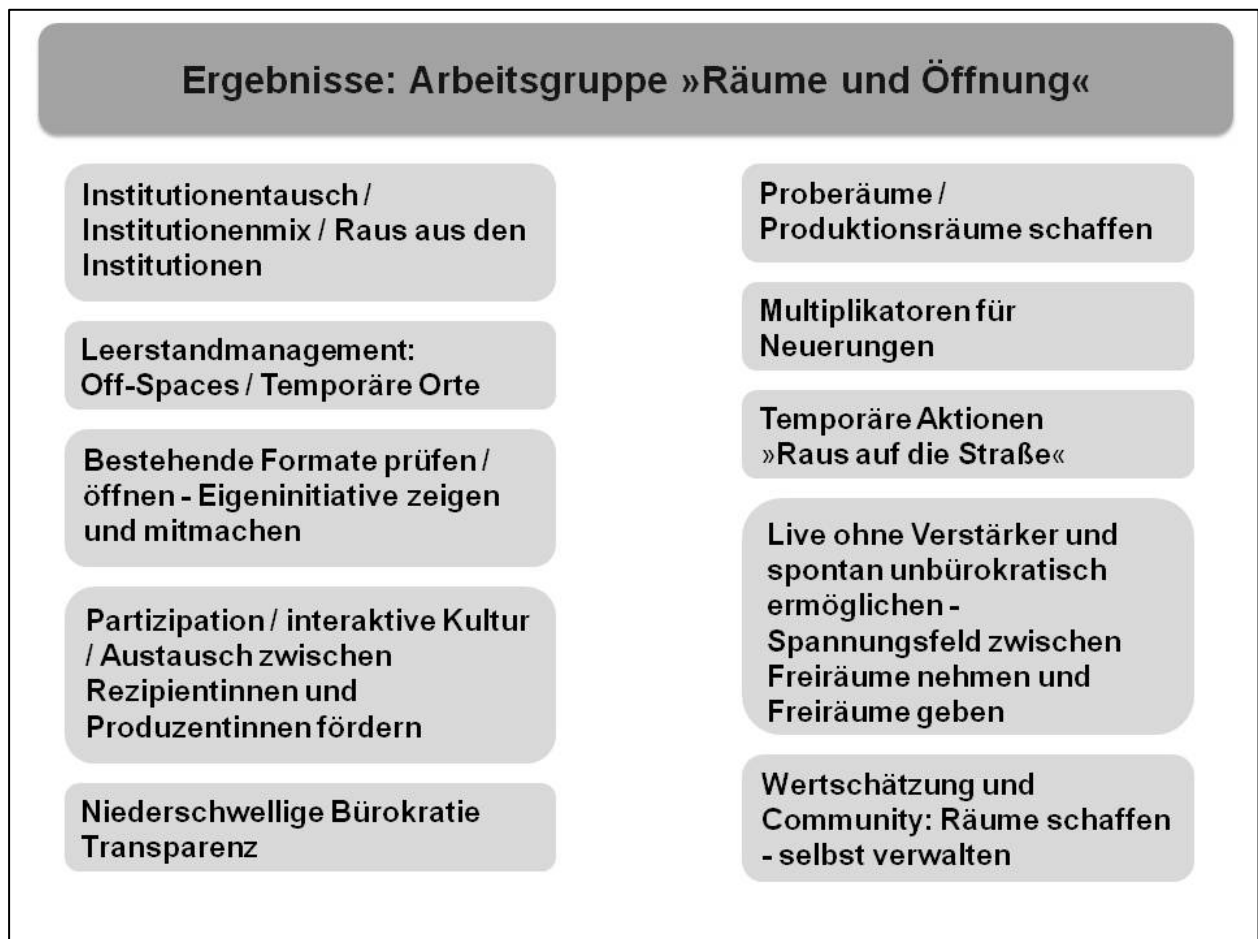 Ergebnisse: Arbeitsgruppe »Räume und Öffnung«
Institutionentausch /
Institutionenmix / Raus aus den
Institutionen
Leerstandmanagement:
Off-Spaces / Temporäre Orte
Bestehende Formate prüfen /
öffnen - Eigeninitiative zeigen
und mitmachen
Partizipation / interaktive Kultur
/ Austausch zwischen
Rezipientinnen und
Produzentinnen fördern
Niederschwellige Bürokratie
Transparenz
Proberäume /
Produktionsräume schaffen
Multiplikatoren für
Neuerungen
Temporäre Aktionen
»Raus auf die Straße«
Live ohne Verstärker und
spontan unbürokratisch
ermöglichen -
Spannungsfeld zwischen
Freiräume nehmen und
Freiräume geben
Wertschätzung und
Community: Räume schaffen
- selbst verwalten